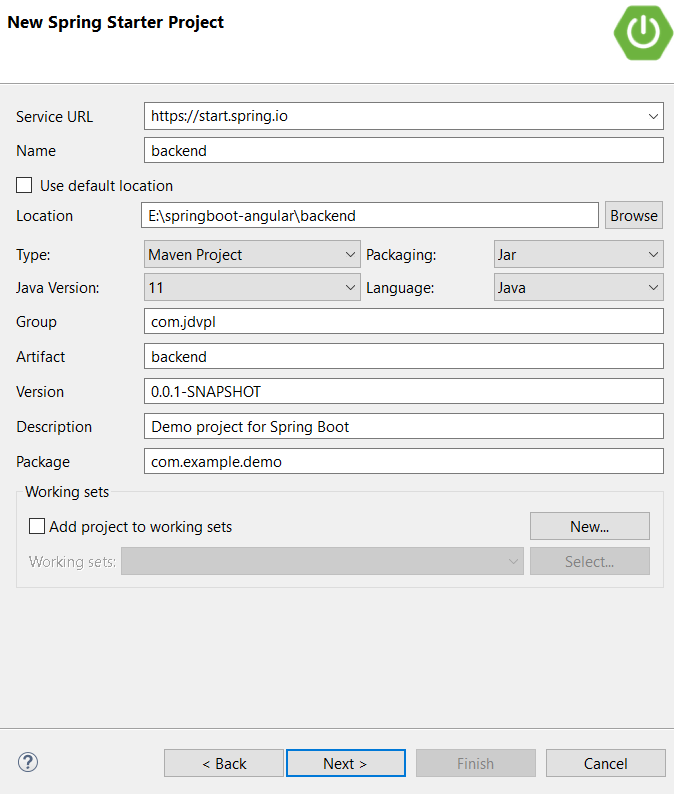 New Spring Starter Project
Service URL https://start.spring.io
Name backend
Use default location
Location E:\springboot-angular\backend Browse
Type: Maven Project Packaging: Jar
Java Version: 11 Language: Java
Group com.jdvpl
Artifact backend
Version 0.0.1-SNAPSHOT
Description Demo project for Spring Boot
Package com.example.demo
Working sets
Add project to working sets New...
Working sets: Select...
? < Back Next > Finish Cancel